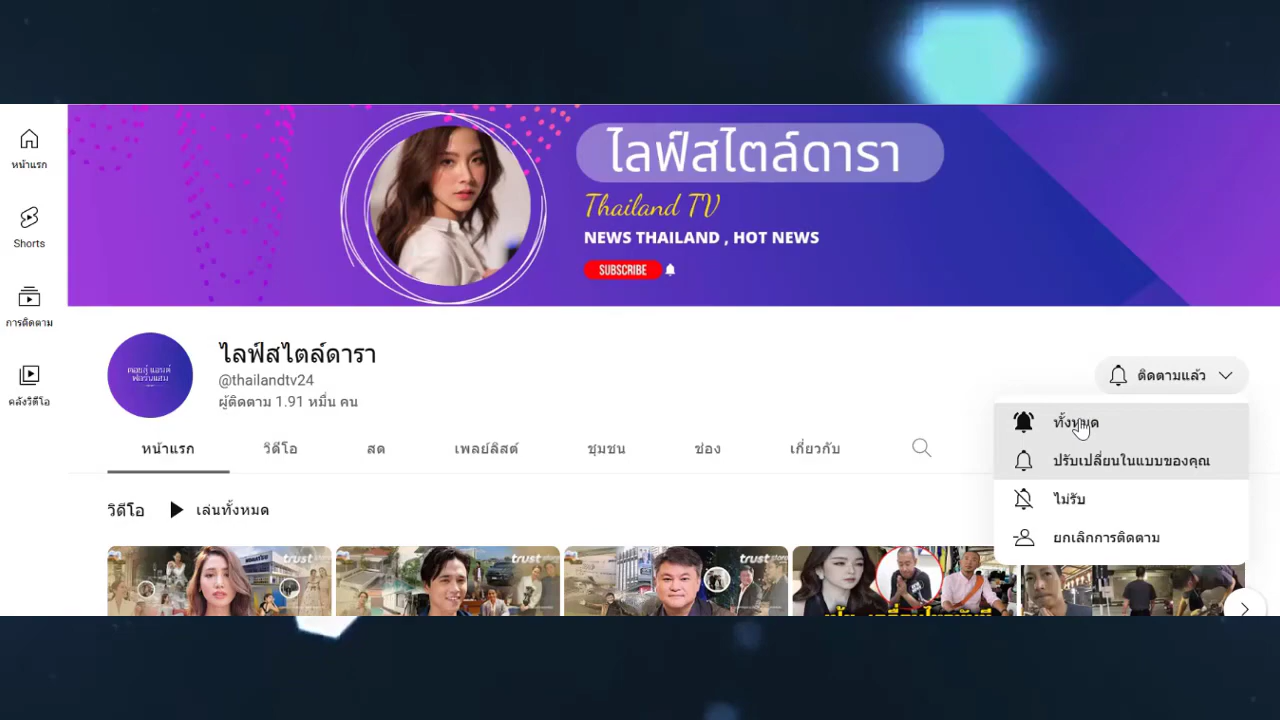 ไลฟ์สไตล์ดารา
Thailand TV
NEWS THAILAND , HOT NEWS
SUBSCRIBE
หน้าแรก
Shorts
การติดตาม
คลังวิดีโอ
ไลฟ์สไตล์ดารา
@thailandtv24
ผู้ติดตาม 1.91 หมื่น คน
ติดตามแล้ว
ทั้งหมด
ปรับเปลี่ยนในแบบของคุณ
ไม่รับ
ยกเลิกการติดตาม
หน้าแรก
วิดีโอ
สด
เพลย์ลิสต์
ชุมชน
ช่อง
เกี่ยวกับ
วิดีโอ
เล่นทั้งหมด
trust
trust
trust